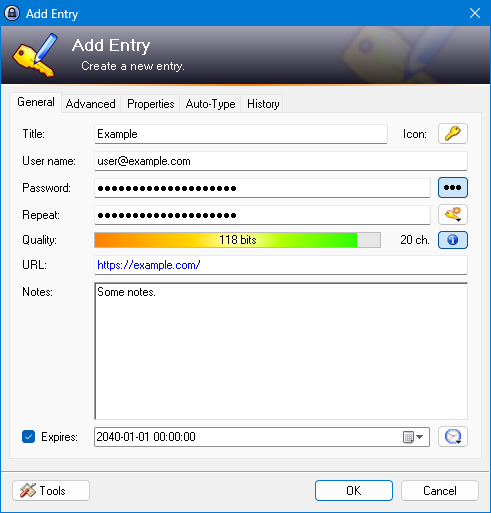 Add Entry
Add Entry
Create a new entry.
General Advanced Properties Auto-Type History
Title: Example Icon:
User name: user@example.com
Password: ●●●●●●●●●●●●●●●●●●●● ●●●
Repeat: ●●●●●●●●●●●●●●●●●●●●
Quality: 118 bits 20 ch.
URL: https://example.com/
Notes: Some notes.
Expires: 2040-01-01 00:00:00
Tools OK Cancel